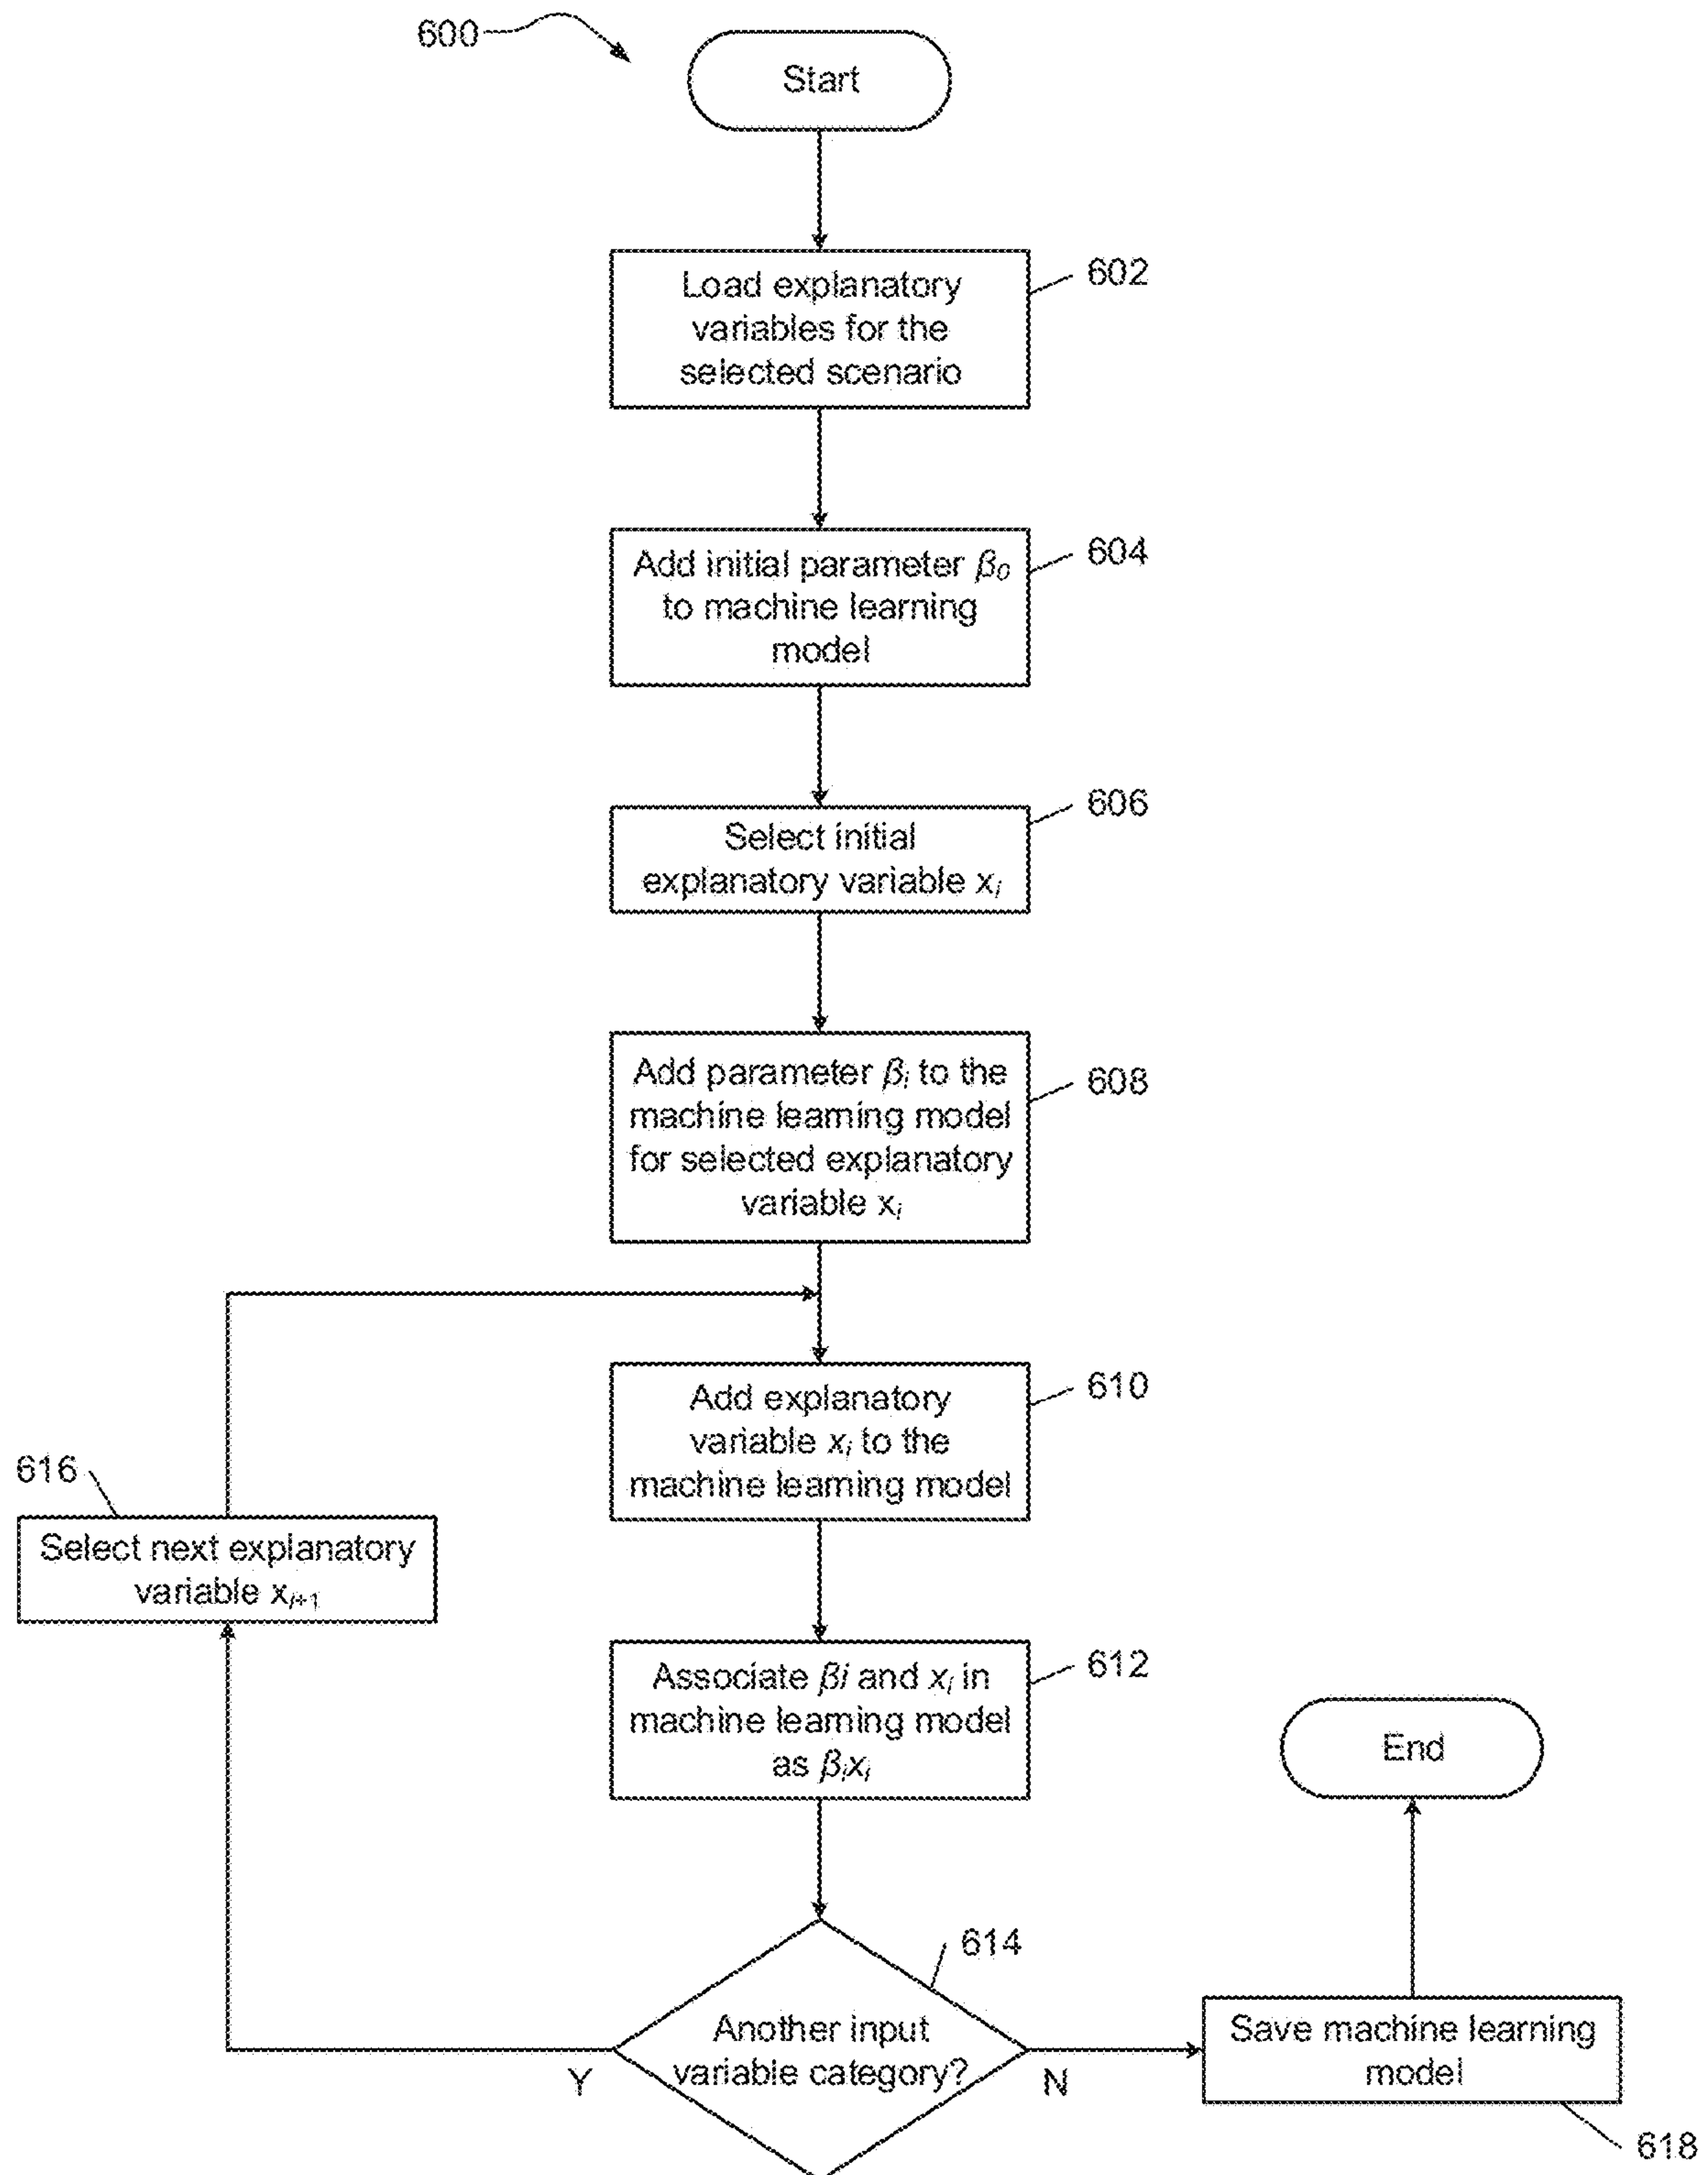 600
Start
Load explanatory
variables for the
selected scenario
602
Add initial parameter β₀
to machine learning
model
604
Select initial
explanatory variable xᵢ
606
Add parameter βᵢ to the
machine learning model
for selected explanatory
variable xᵢ
608
Add explanatory
variable xᵢ to the
machine learning model
610
616
Select next explanatory
variable xᵢ₊₁
Associate βi and xᵢ in
machine learning model
as βᵢxᵢ
612
End
614
Another input
variable category?
Y
N
Save machine learning
model
618